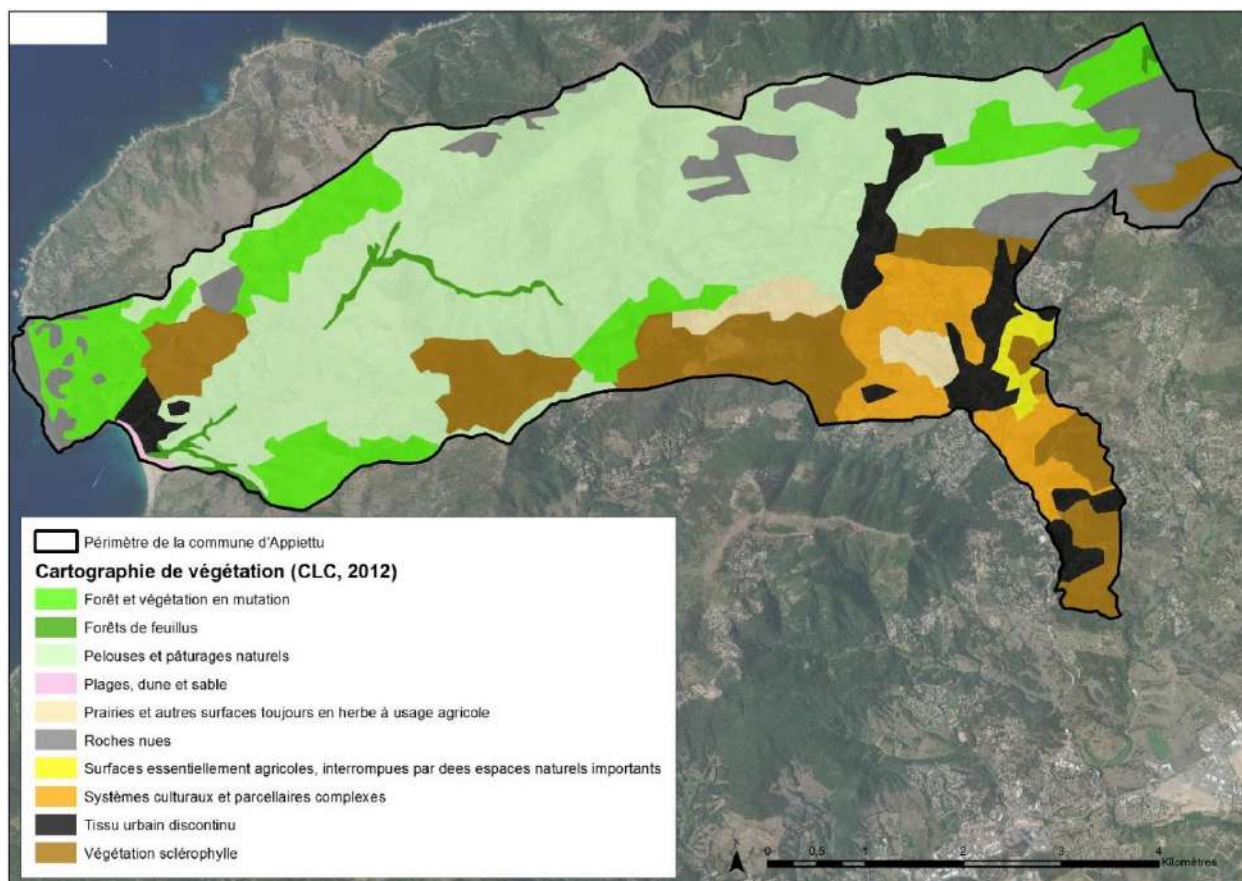 Périmètre de la commune d'Appiettu
Cartographie de végétation (CLC, 2012)
Forêt et végétation en mutation
Forêts de feuillus
Pelouses et pâturages naturels
Plages, dune et sable
Prairies et autres surfaces toujours en herbe à usage agricole
Roches nues
Surfaces essentiellement agricoles, interrompues par dees espaces naturels importants
Systèmes culturaux et parcellaires complexes
Tissu urbain discontinu
Végétation sclérophylle
0 0,5 1 2 3 4
Kilomètres